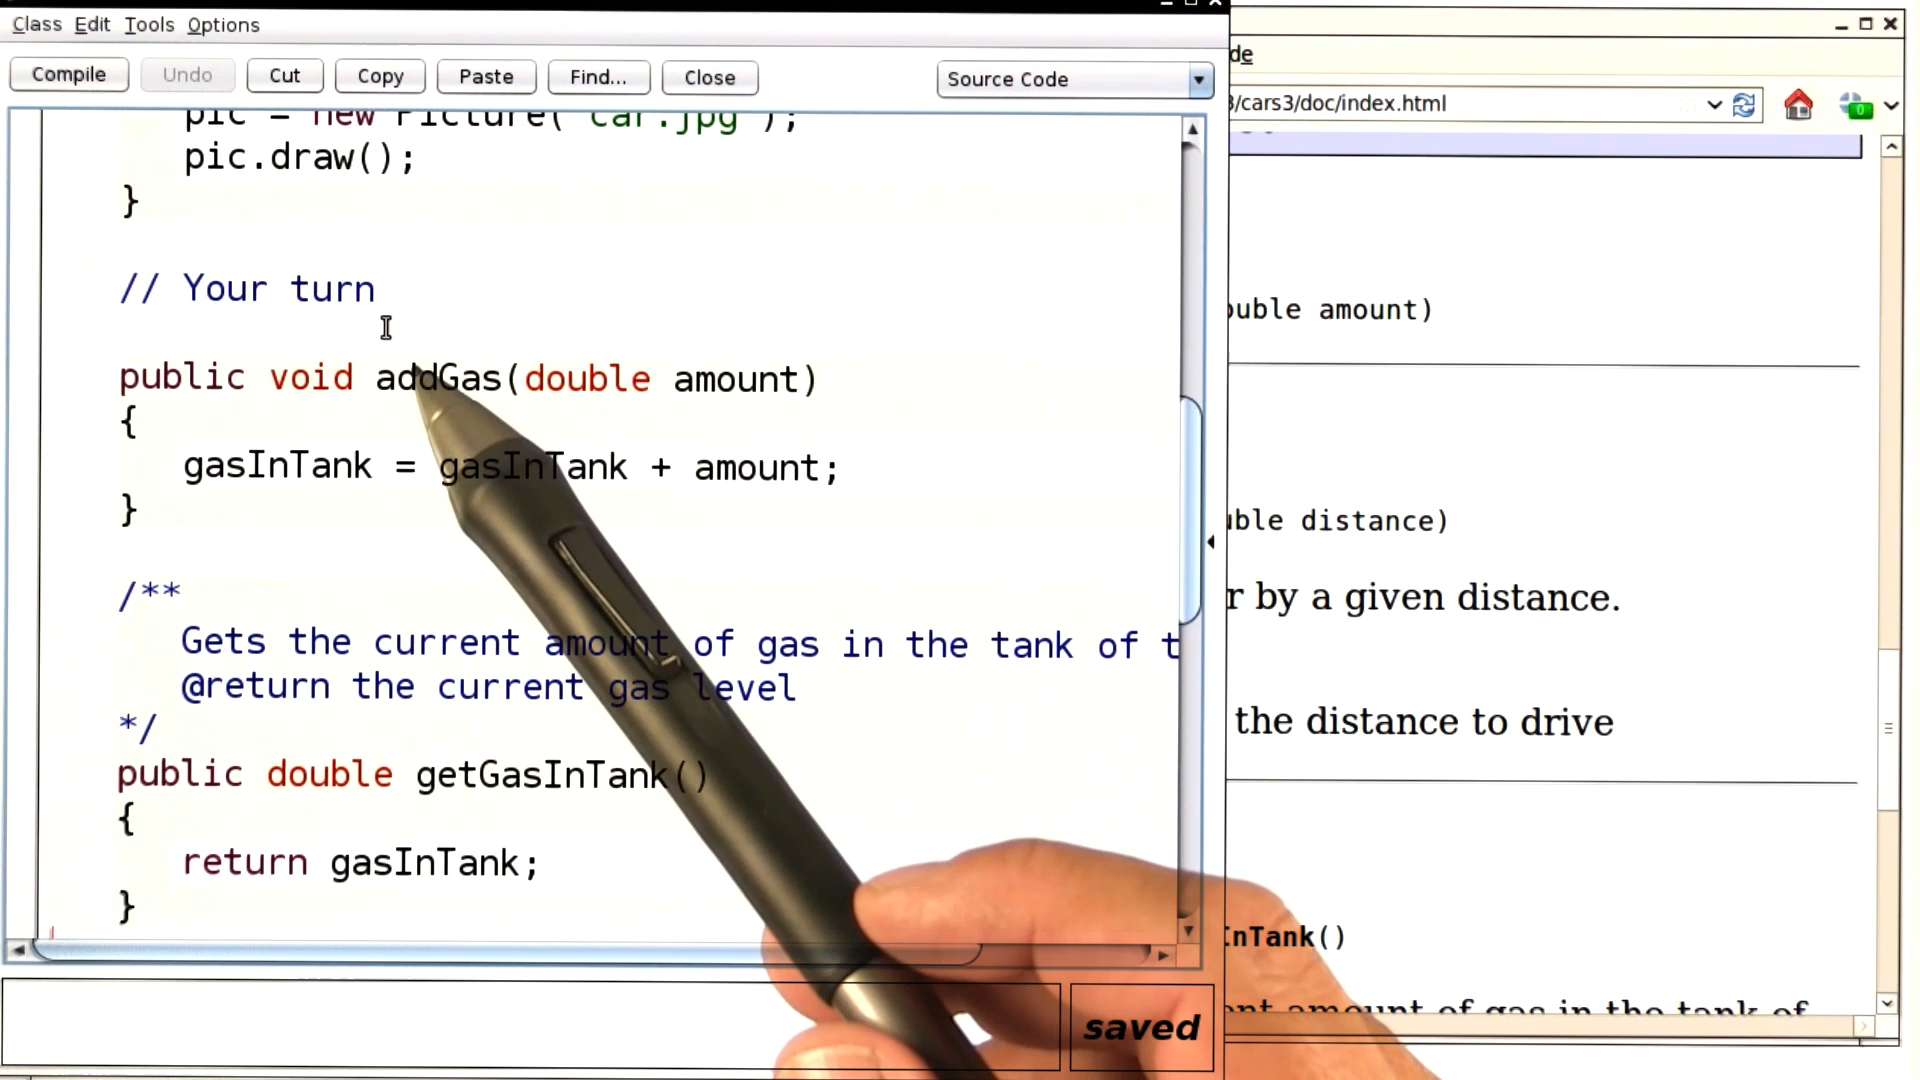 Class Edit Tools Options
Compile Undo Cut Copy Paste Find... Close Source Code
pic = new Picture("car.jpg");
pic.draw();
}
// Your turn
public void addGas(double amount)
{
gasInTank = gasInTank + amount;
}
/**
Gets the current amount of gas in the tank of t
@return the current gas level
*/
public double getGasInTank()
{
return gasInTank;
}
saved
de
3/cars3/doc/index.html
0
ouble amount)
uble distance)
r by a given distance.
the distance to drive
InTank()
ent amount of gas in the tank of